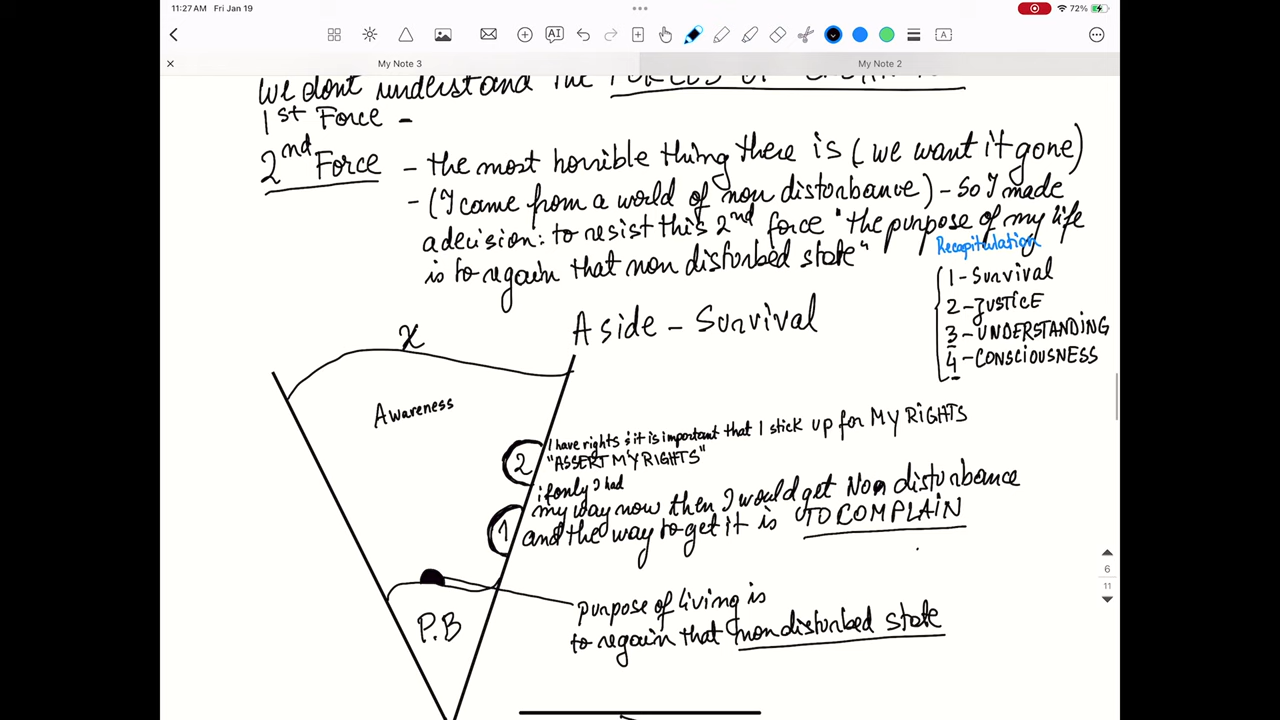 11:27 AM Fri Jan 19
72%
My Note 3
My Note 2
We dont understand the FORCES OF
1st Force -
2nd Force - the most horrible thing there is (we want it gone)
- (I came from a world of non disturbance) - So I made
a decision: to resist this 2nd force "the purpose of my life
is to regain that non disturbed state"
Recapitulation
1 - Survival
2 - JUSTICE
3 - UNDERSTANDING
4 - CONSCIOUSNESS
A side - Survival
X
Awareness
2
I have rights & it is important that I stick up for MY RIGHTS
"ASSERT MY RIGHTS"
if only I had
my way now then I would get Non disturbance
1
and the way to get it is TO COMPLAIN
purpose of living is
to regain that non disturbed state
P.B
6
11